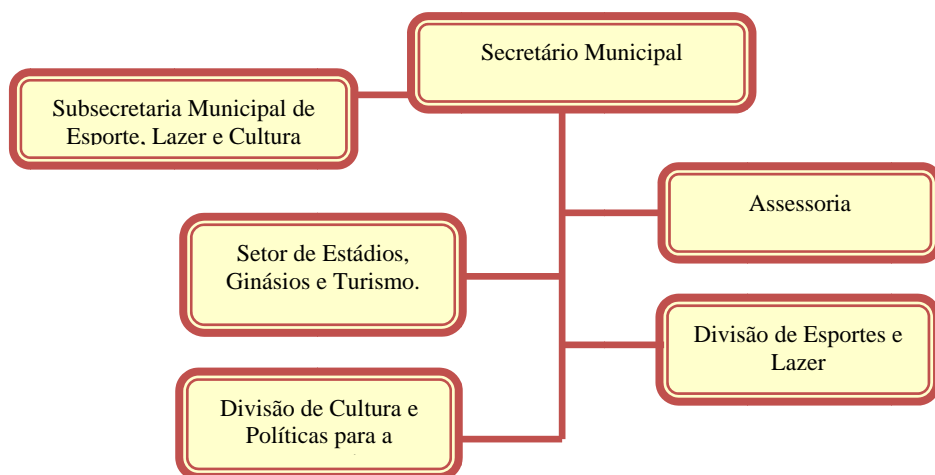 Secretário Municipal
Subsecretaria Municipal de
Esporte, Lazer e Cultura
Assessoria
Setor de Estádios,
Ginásios e Turismo.
Divisão de Esportes e
Lazer
Divisão de Cultura e
Políticas para a